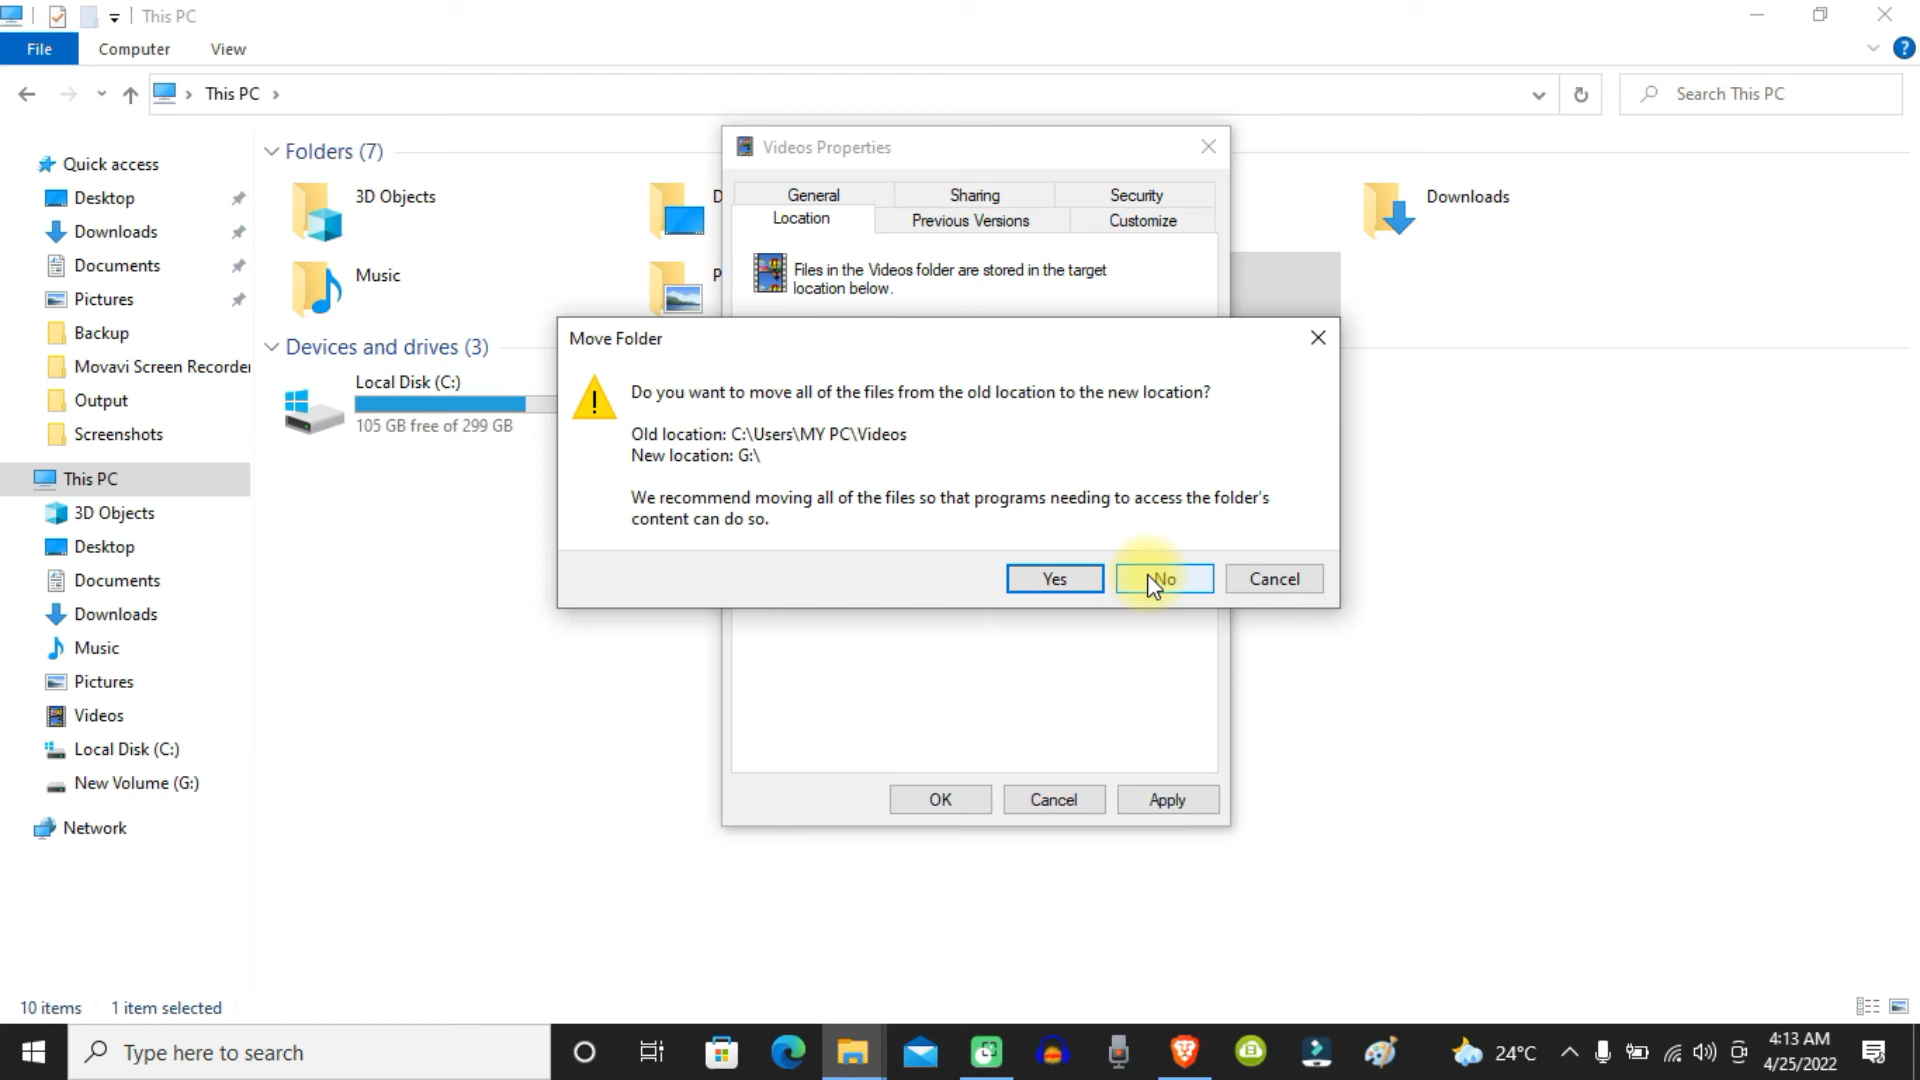 This PC
File
Computer
View
This PC
Search This PC
Quick access
Desktop
Downloads
Documents
Pictures
Backup
Movavi Screen Recorder
Output
Screenshots
This PC
3D Objects
Desktop
Documents
Downloads
Music
Pictures
Videos
Local Disk (C:)
New Volume (G:)
Network
Folders (7)
3D Objects
D
Downloads
Music
P
Devices and drives (3)
Local Disk (C:)
105 GB free of 299 GB
Videos Properties
General
Sharing
Security
Location
Previous Versions
Customize
Files in the Videos folder are stored in the target
location below.
Move Folder
Do you want to move all of the files from the old location to the new location?
Old location: C:\Users\MY PC\Videos
New location: G:\
We recommend moving all of the files so that programs needing to access the folder's
content can do so.
Yes
No
Cancel
OK
Cancel
Apply
10 items
1 item selected
Type here to search
24°C
4:13 AM
4/25/2022